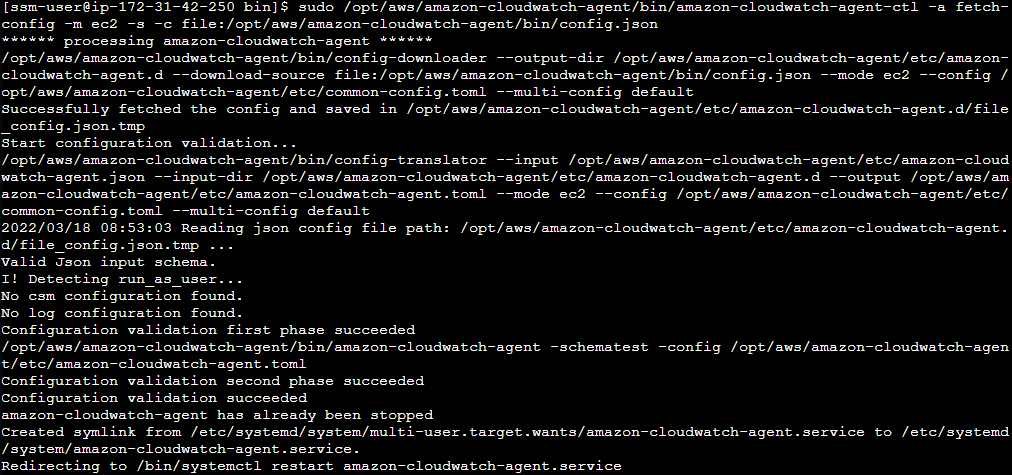 [ssm-user@ip-172-31-42-250 bin]$ sudo /opt/aws/amazon-cloudwatch-agent/bin/amazon-cloudwatch-agent-ctl -a fetch-
config -m ec2 -s -c file:/opt/aws/amazon-cloudwatch-agent/bin/config.json
****** processing amazon-cloudwatch-agent ******
/opt/aws/amazon-cloudwatch-agent/bin/config-downloader --output-dir /opt/aws/amazon-cloudwatch-agent/etc/amazon-
cloudwatch-agent.d --download-source file:/opt/aws/amazon-cloudwatch-agent/bin/config.json --mode ec2 --config /
opt/aws/amazon-cloudwatch-agent/etc/common-config.toml --multi-config default
Successfully fetched the config and saved in /opt/aws/amazon-cloudwatch-agent/etc/amazon-cloudwatch-agent.d/file
_config.json.tmp
Start configuration validation...
/opt/aws/amazon-cloudwatch-agent/bin/config-translator --input /opt/aws/amazon-cloudwatch-agent/etc/amazon-cloud
watch-agent.json --input-dir /opt/aws/amazon-cloudwatch-agent/etc/amazon-cloudwatch-agent.d --output /opt/aws/am
azon-cloudwatch-agent/etc/amazon-cloudwatch-agent.toml --mode ec2 --config /opt/aws/amazon-cloudwatch-agent/etc/
common-config.toml --multi-config default
2022/03/18 08:53:03 Reading json config file path: /opt/aws/amazon-cloudwatch-agent/etc/amazon-cloudwatch-agent.
d/file_config.json.tmp ...
Valid Json input schema.
I! Detecting run_as_user...
No csm configuration found.
No log configuration found.
Configuration validation first phase succeeded
/opt/aws/amazon-cloudwatch-agent/bin/amazon-cloudwatch-agent -schematest -config /opt/aws/amazon-cloudwatch-agen
t/etc/amazon-cloudwatch-agent.toml
Configuration validation second phase succeeded
Configuration validation succeeded
amazon-cloudwatch-agent has already been stopped
Created symlink from /etc/systemd/system/multi-user.target.wants/amazon-cloudwatch-agent.service to /etc/systemd
/system/amazon-cloudwatch-agent.service.
Redirecting to /bin/systemctl restart amazon-cloudwatch-agent.service